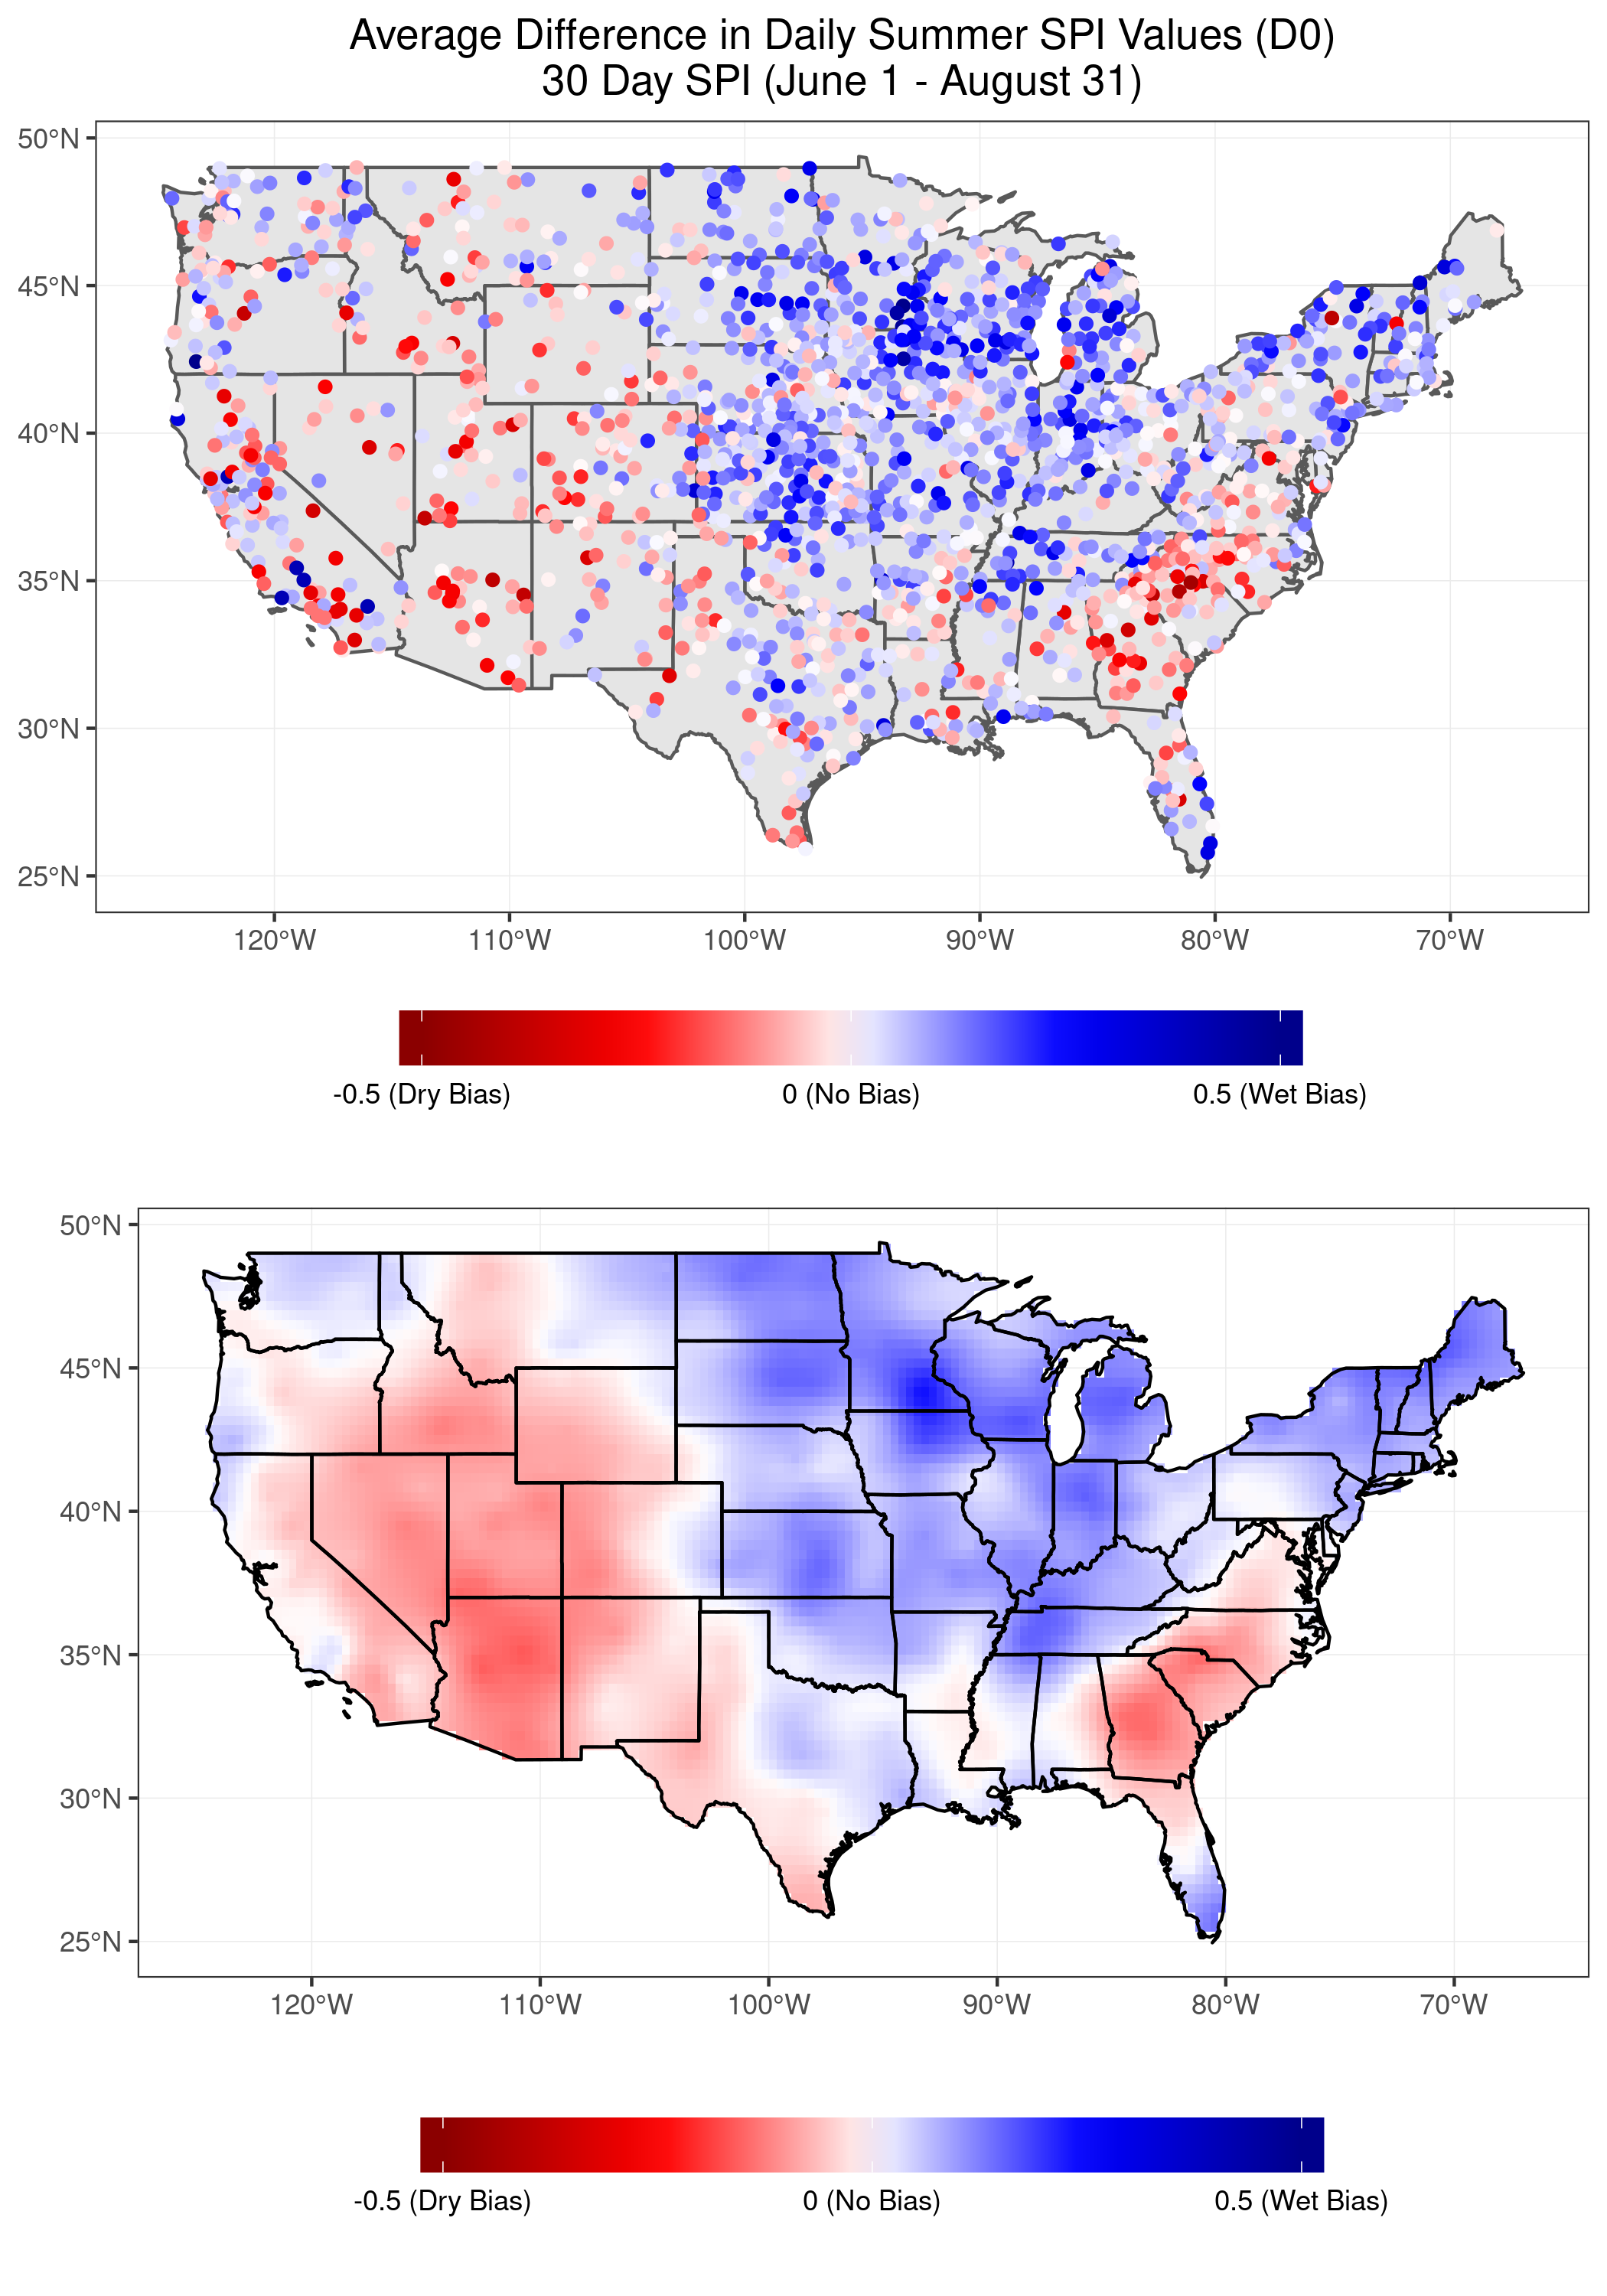 Average Difference in Daily Summer SPI Values (D0)
30 Day SPI (June 1 - August 31)
50°N
45°N
40°N
35°N
30°N
25°N
120°W 110°W 100°W 90°W 80°W 70°W
-0.5 (Dry Bias) 0 (No Bias) 0.5 (Wet Bias)
50°N
45°N
40°N
35°N
30°N
25°N
120°W 110°W 100°W 90°W 80°W 70°W
-0.5 (Dry Bias) 0 (No Bias) 0.5 (Wet Bias)